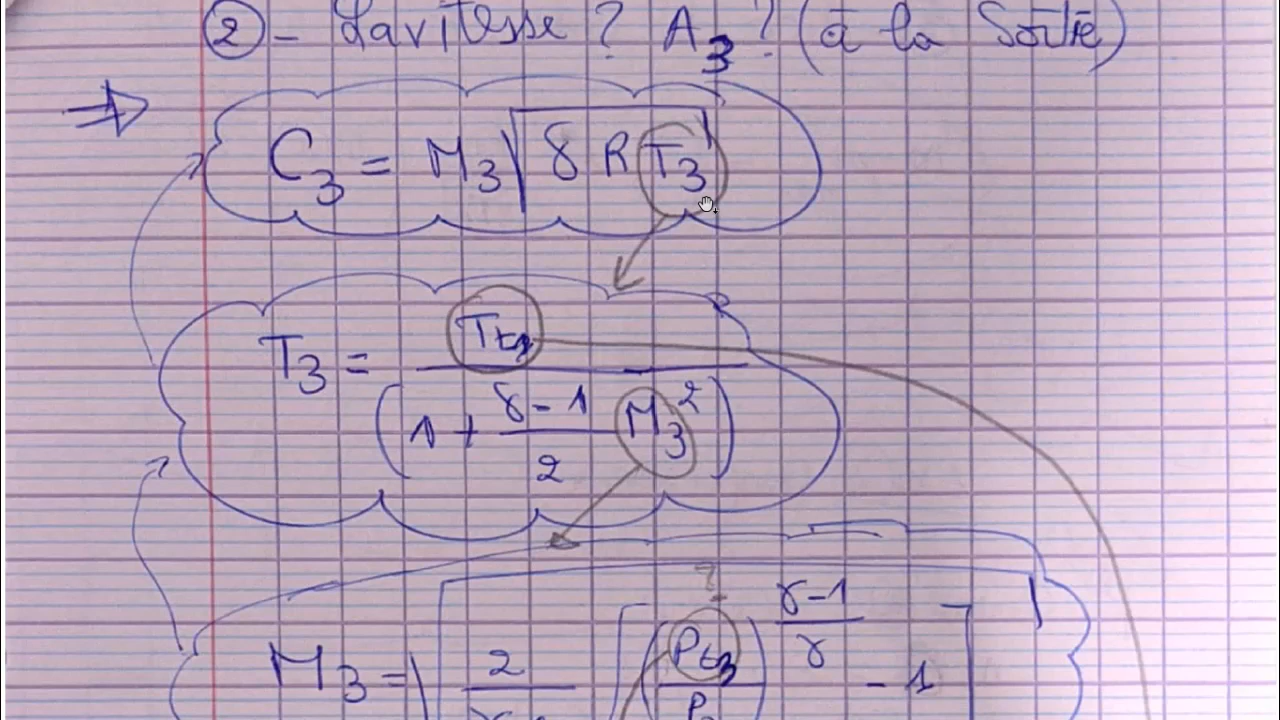 ② - La vitesse ? A₃ ? (à la Sortie)
⇒ C₃ = M₃ √(γ R T₃)
T₃ = Tt₃ / (1 + (γ-1)/2 M₃²)
?
M₃ = √(2 / [(Pt₃ / P)^((γ-1)/γ) - 1])